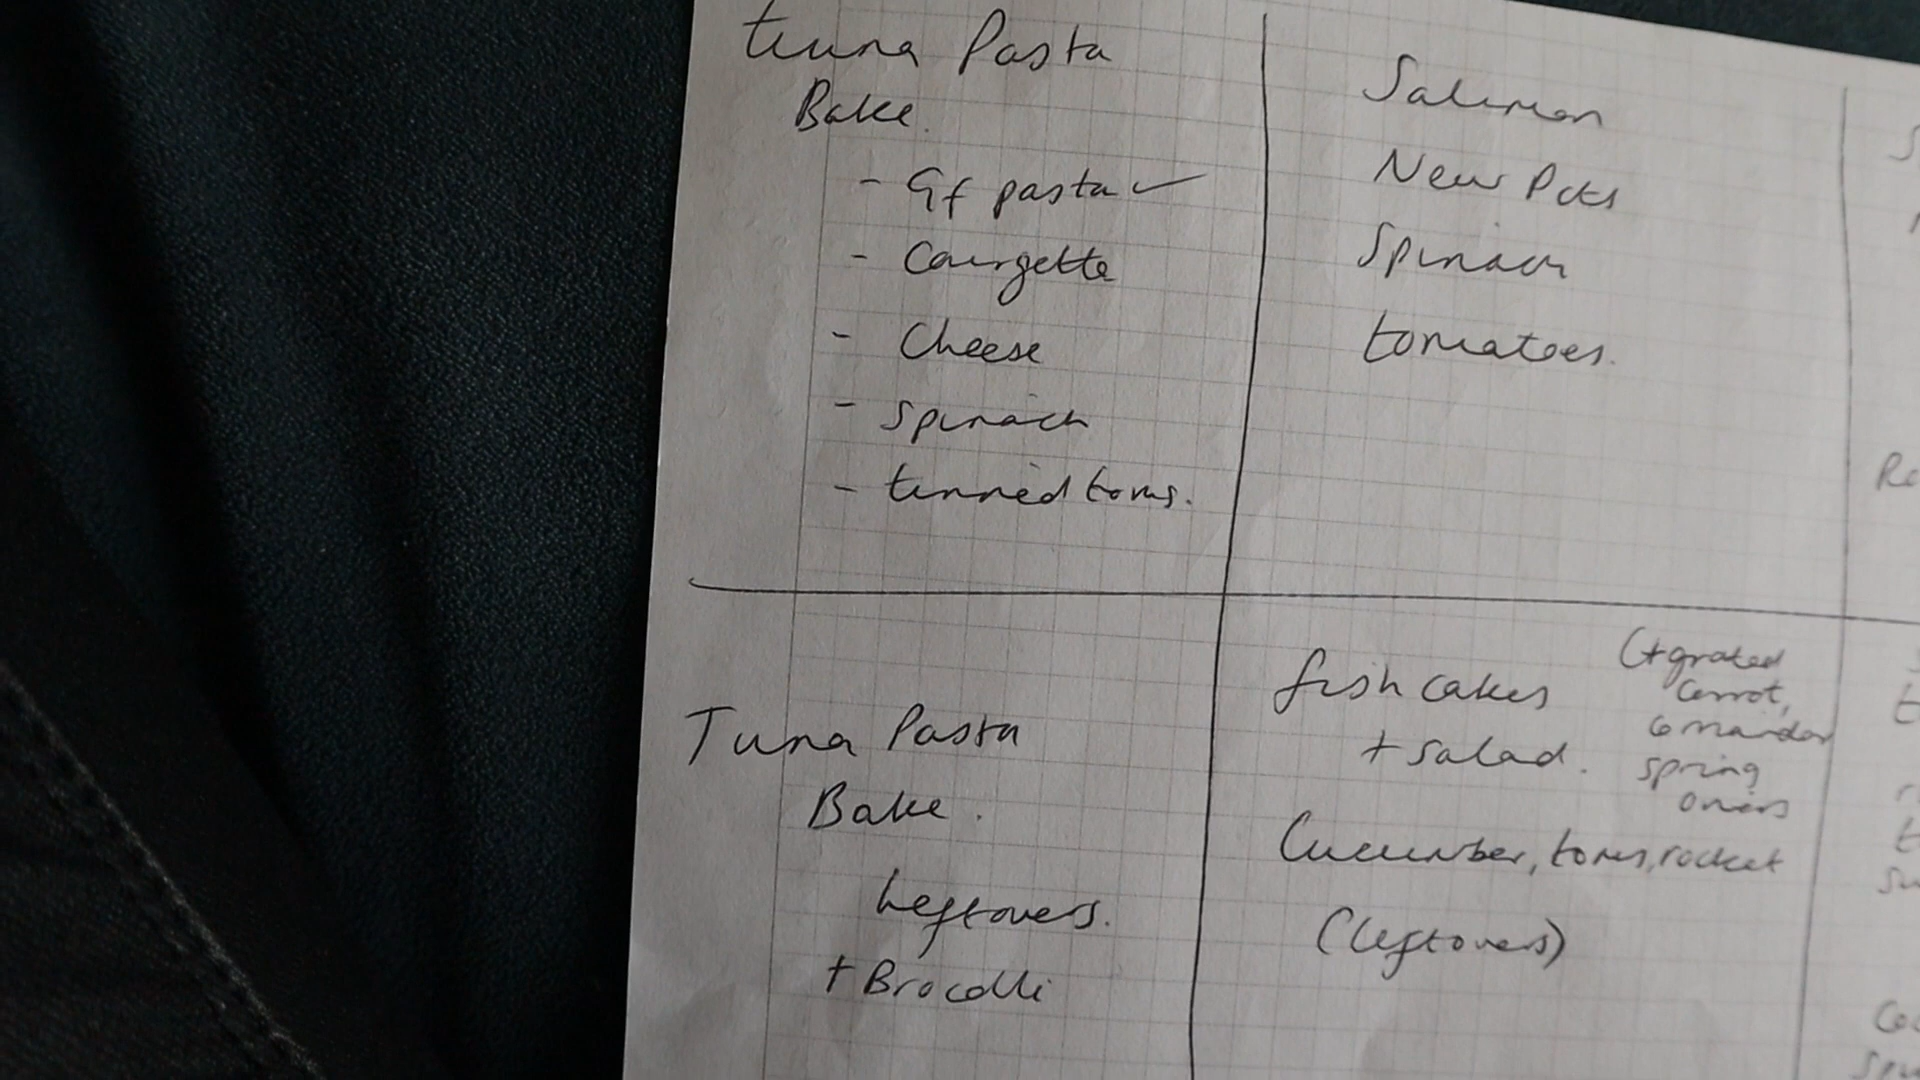 tuna Pasta
Bake.
- Gf pasta ✓
- Courgette
- Cheese
- spinach
- tinned toms.
Salmon
New Pots
Spinach
tomatoes.
Tuna Pasta
Bake.
Leftovers.
+ Brocolli
fish cakes
+ salad.
(+ grated
carrot,
coriander
spring
onions
Cucumber, toms, rocket
(leftovers)